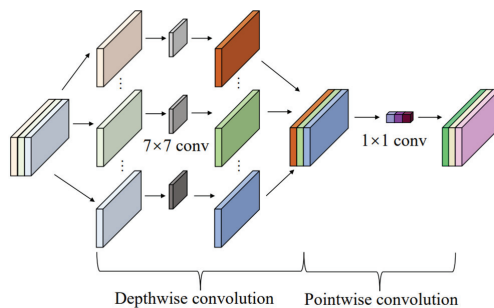 7×7 conv
1×1 conv
Depthwise convolution
Pointwise convolution